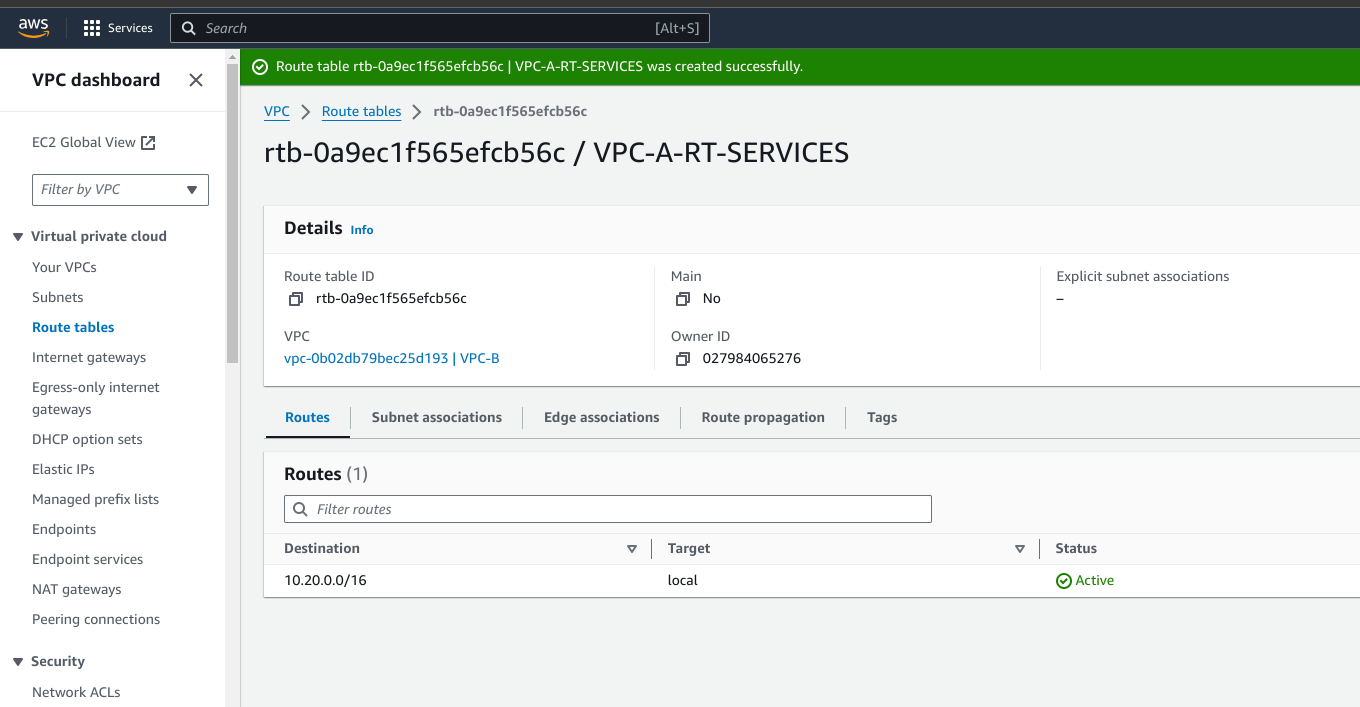 aws
Services
Search [Alt+S]
VPC dashboard
EC2 Global View
Filter by VPC
Virtual private cloud
Your VPCs
Subnets
Route tables
Internet gateways
Egress-only internet
gateways
DHCP option sets
Elastic IPs
Managed prefix lists
Endpoints
Endpoint services
NAT gateways
Peering connections
Security
Network ACLs
Route table rtb-0a9ec1f565efcb56c | VPC-A-RT-SERVICES was created successfully.
VPC Route tables rtb-0a9ec1f565efcb56c
rtb-0a9ec1f565efcb56c / VPC-A-RT-SERVICES
Details Info
Route table ID
rtb-0a9ec1f565efcb56c
Main
No
Explicit subnet associations
–
VPC
vpc-0b02db79bec25d193 | VPC-B
Owner ID
027984065276
Routes Subnet associations Edge associations Route propagation Tags
Routes (1)
Filter routes
Destination Target Status
10.20.0.0/16 local Active